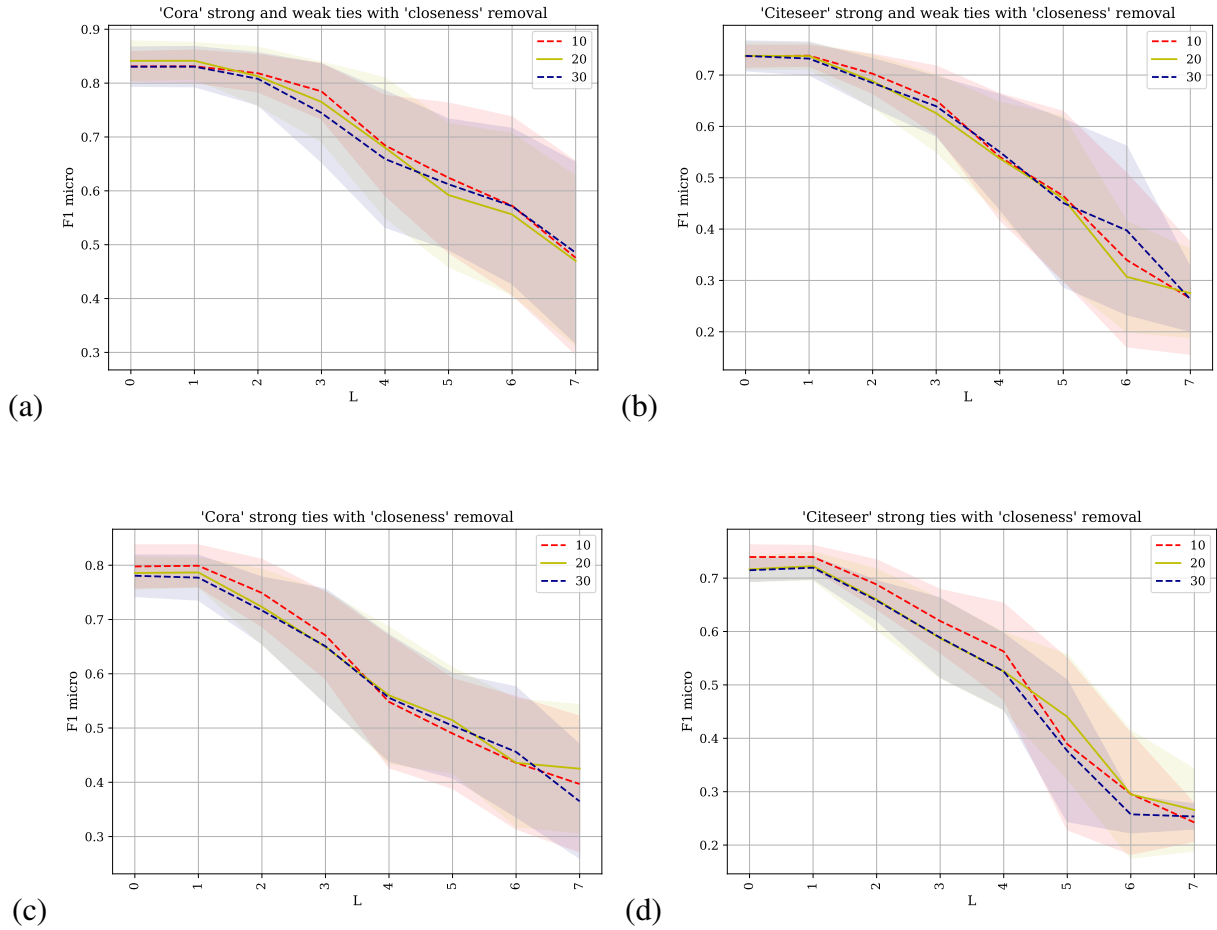 'Cora' strong and weak ties with 'closeness' removal
0.9
0.8
0.7
0.6
0.5
0.4
0.3
F1 micro
0 1 2 3 4 5 6 7
L
10
20
30
(a)
'Citeseer' strong and weak ties with 'closeness' removal
0.7
0.6
0.5
0.4
0.3
0.2
F1 micro
0 1 2 3 4 5 6 7
L
10
20
30
(b)
'Cora' strong ties with 'closeness' removal
0.8
0.7
0.6
0.5
0.4
0.3
F1 micro
0 1 2 3 4 5 6 7
L
10
20
30
(c)
'Citeseer' strong ties with 'closeness' removal
0.7
0.6
0.5
0.4
0.3
0.2
F1 micro
0 1 2 3 4 5 6 7
L
10
20
30
(d)